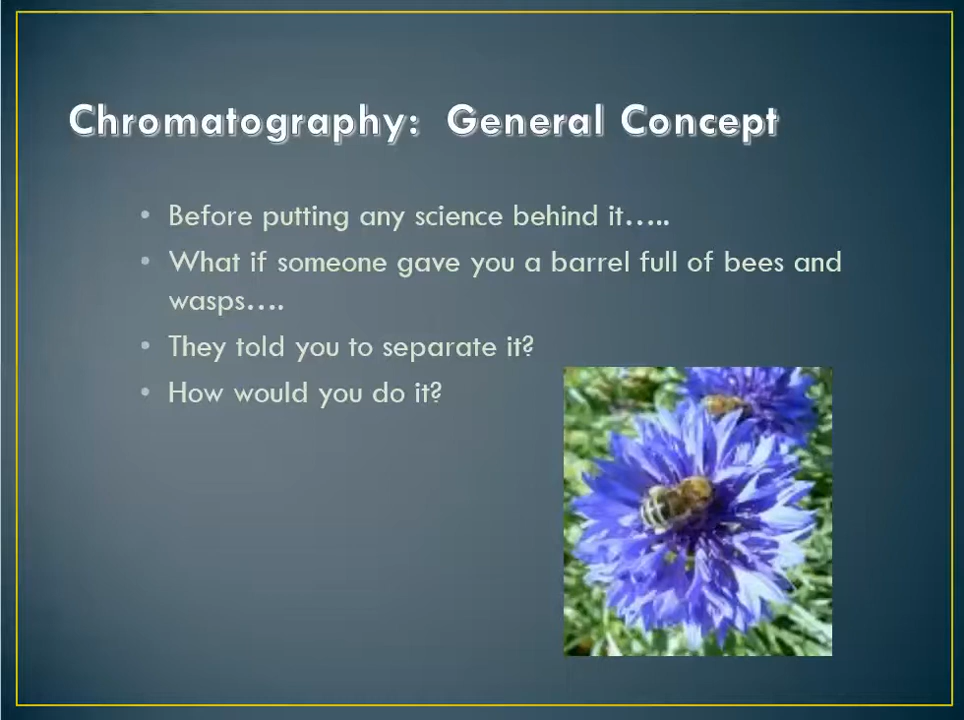 Chromatography: General Concept
• Before putting any science behind it…..
• What if someone gave you a barrel full of bees and
wasps….
• They told you to separate it?
• How would you do it?